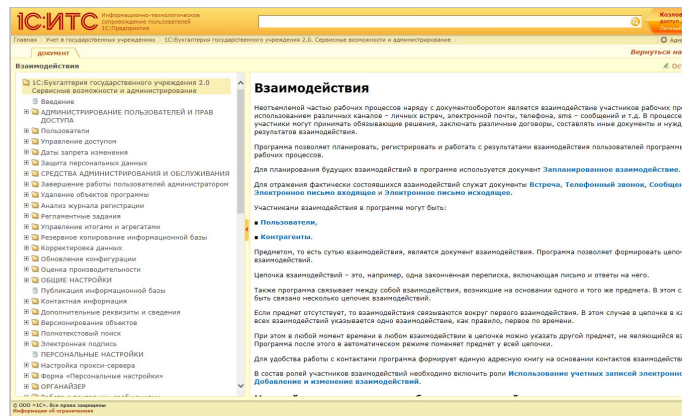 1С:ИТС
Информационно-технологическое
сопровождение пользователей
1С:Предприятия
Козлов
доступ
Главная Учет в государственных учреждениях 1С:Бухгалтерия государственного учреждения 2.0. Сервисные возможности и администрирование
ДОКУМЕНТ
Вернуться на
Взаимодействия
1С:Бухгалтерия государственного учреждения 2.0
Сервисные возможности и администрирование
Введение
АДМИНИСТРИРОВАНИЕ ПОЛЬЗОВАТЕЛЕЙ И ПРАВ
ДОСТУПА
Пользователи
Управление доступом
Даты запрета изменения
Защита персональных данных
СРЕДСТВА АДМИНИСТРИРОВАНИЯ И ОБСЛУЖИВАНИЯ
Завершение работы пользователей администратором
Удаление объектов программы
Анализ журнала регистрации
Регламентные задания
Управление итогами и агрегатами
Резервное копирование информационной базы
Корректировка данных
Обновление конфигурации
Оценка производительности
ОБЩИЕ НАСТРОЙКИ
Публикация информационной базы
Контактная информация
Дополнительные реквизиты и сведения
Версионирование объектов
Полнотекстовый поиск
Электронная подпись
ПЕРСОНАЛЬНЫЕ НАСТРОЙКИ
Настройка прокси-сервера
Форма «Персональные настройки»
ОРГАНАЙЗЕР
Взаимодействия
Неотъемлемой частью рабочих процессов наряду с документооборотом является взаимодействие участников рабочих про
использованием различных каналов – личных встреч, электронной почты, телефона, sms – сообщений и т.д. В процессе
участники могут принимать обязывающие решения, заключать различные договоры, составлять иные документы и нужд
результатов взаимодействия.
Программа позволяет планировать, регистрировать и работать с результатами взаимодействия пользователей программы
рабочих процессов.
Для планирования будущих взаимодействий в программе используется документ Запланированное взаимодействие.
Для отражения фактически состоявшихся взаимодействий служат документы Встреча, Телефонный звонок, Сообщен
Электронное письмо входящее и Электронное письмо исходящее.
Участниками взаимодействия в программе могут быть:
▪ Пользователи,
▪ Контрагенты.
Предметом, то есть сутью взаимодействия, является документ взаимодействия. Программа позволяет формировать цепоч
взаимодействий.
Цепочка взаимодействий – это, например, одна законченная переписка, включающая письмо и ответы на него.
Также программа связывает между собой взаимодействия, возникшие на основании одного и того же предмета. В этом с
быть связано несколько цепочек взаимодействий.
Если предмет отсутствует, то взаимодействия связываются вокруг первого взаимодействия. В этом случае в цепочке в ка
всех взаимодействий указывается одно взаимодействие, как правило, первое по времени.
При этом в любой момент времени в любом взаимодействии в цепочке можно указать другой предмет, не являющийся вз
Программа после этого в автоматическом режиме поменяет предмет у всей цепочки.
Для удобства работы с контактами программа формирует единую адресную книгу на основании контактов взаимодейств
В состав ролей участников взаимодействий необходимо включить роли Использование учетных записей электронно
Добавление и изменение взаимодействий.
© ООО «1С». Все права защищены
Информация об ограничениях